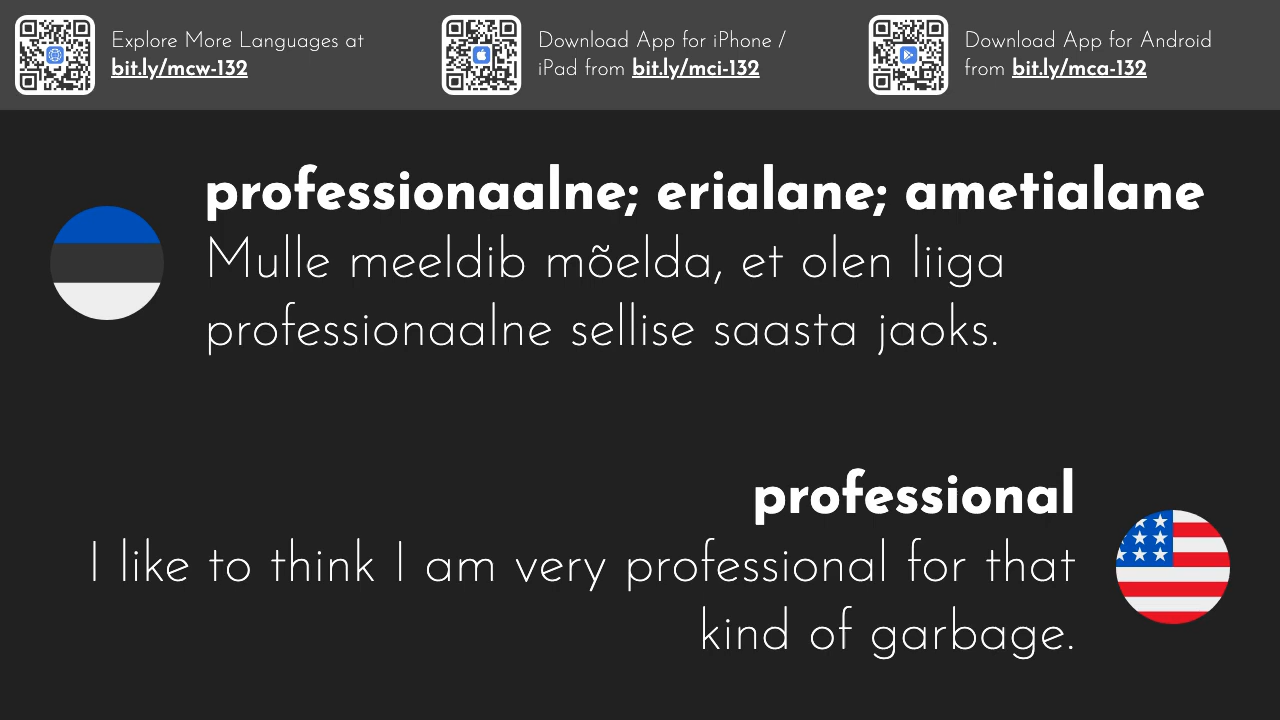 Explore More Languages at
bit.ly/mcw-132
Download App for iPhone /
iPad from bit.ly/mci-132
Download App for Android
from bit.ly/mca-132
professionaalne; erialane; ametialane
Mulle meeldib mõelda, et olen liiga
professionaalne sellise saasta jaoks.
professional
I like to think I am very professional for that
kind of garbage.